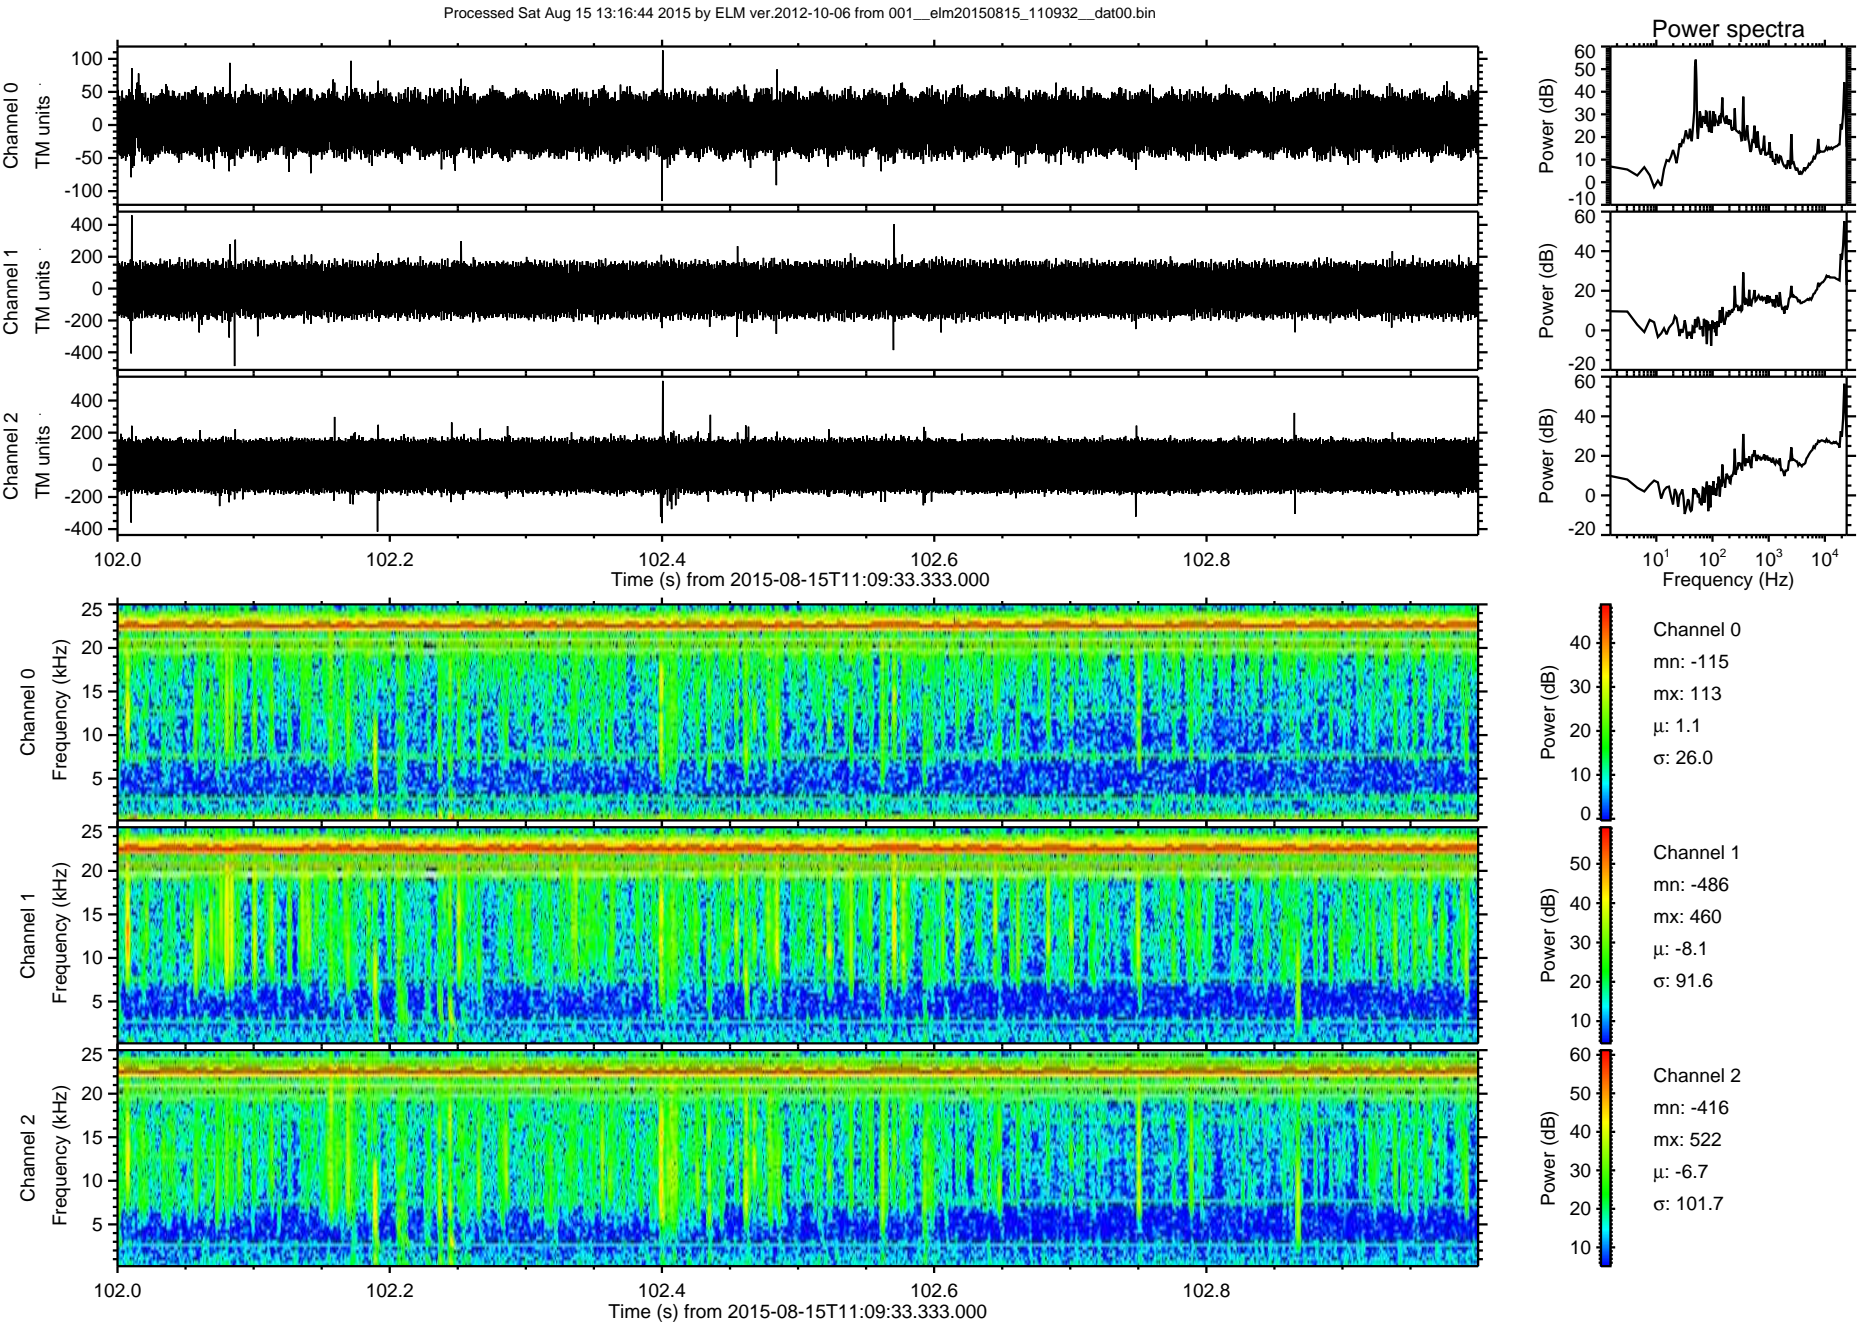 Processed Sat Aug 15 13:16:44 2015 by ELM ver.2012-10-06 from 001__elm20150815_110932__dat00.bin
Power spectra
Channel 0
TM units
100
50
0
-50
-100
Power (dB)
60
50
40
30
20
10
0
-10
Channel 1
TM units
400
200
0
-200
-400
Power (dB)
60
40
20
0
-20
Channel 2
TM units
400
200
0
-200
-400
Power (dB)
60
40
20
0
-20
102.0 102.2 102.4 102.6 102.8
Time (s) from 2015-08-15T11:09:33.333.000
10¹ 10² 10³ 10⁴
Frequency (Hz)
Channel 0
Frequency (kHz)
25
20
15
10
5
Power (dB)
40
30
20
10
0
Channel 0
mn: -115
mx: 113
μ: 1.1
σ: 26.0
Channel 1
Frequency (kHz)
25
20
15
10
5
Power (dB)
50
40
30
20
10
Channel 1
mn: -486
mx: 460
μ: -8.1
σ: 91.6
Channel 2
Frequency (kHz)
25
20
15
10
5
Power (dB)
60
50
40
30
20
10
Channel 2
mn: -416
mx: 522
μ: -6.7
σ: 101.7
102.0 102.2 102.4 102.6 102.8
Time (s) from 2015-08-15T11:09:33.333.000